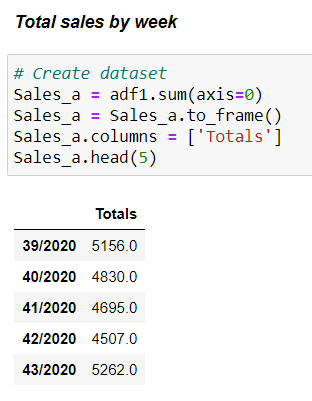 Total sales by week
# Create dataset
Sales_a = adf1.sum(axis=0)
Sales_a = Sales_a.to_frame()
Sales_a.columns = ['Totals']
Sales_a.head(5)
Totals
39/2020 5156.0
40/2020 4830.0
41/2020 4695.0
42/2020 4507.0
43/2020 5262.0